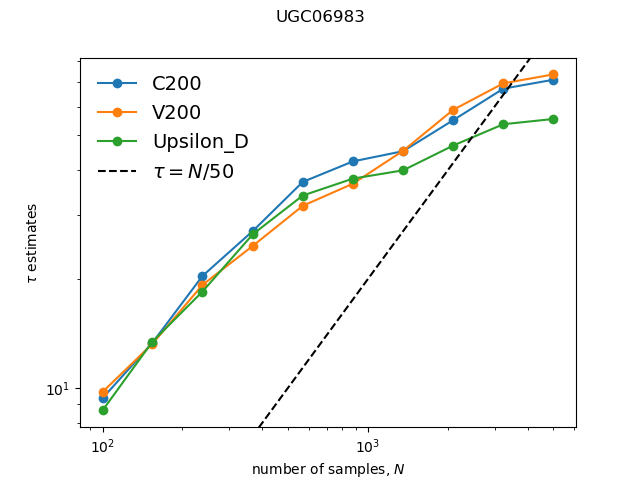 UGC06983
C200
V200
Upsilon_D
τ = N/50
τ estimates
10¹
10² 10³
number of samples, N